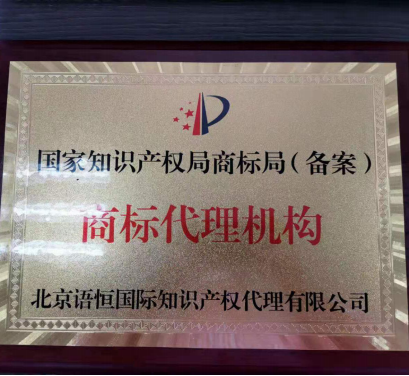 国家知识产权局商标局（备案）
商标代理机构
北京语恒国际知识产权代理有限公司